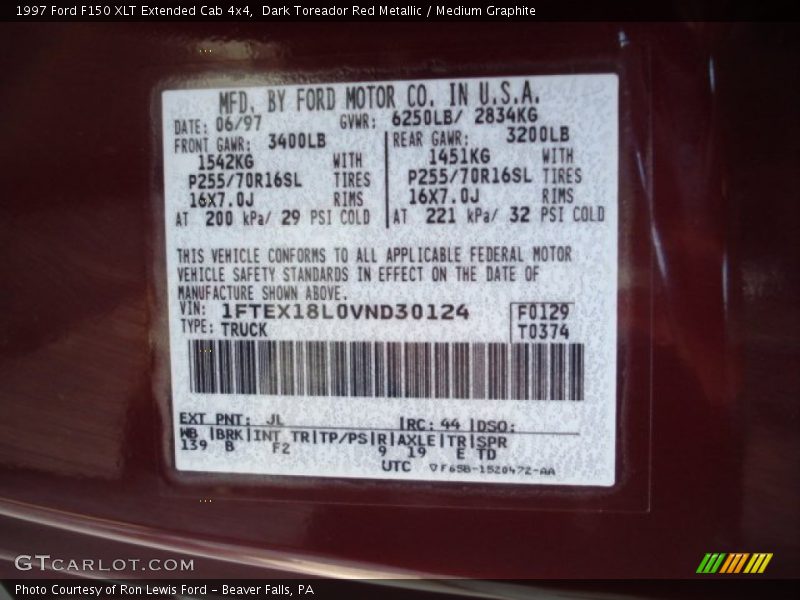 1997 Ford F150 XLT Extended Cab 4x4, Dark Toreador Red Metallic / Medium Graphite
MFD. BY FORD MOTOR CO. IN U.S.A.
DATE: 06/97 GVWR: 6250LB/ 2834KG
FRONT GAWR: 3400LB REAR GAWR: 3200LB
1542KG WITH 1451KG WITH
P255/70R16SL TIRES P255/70R16SL TIRES
16X7.0J RIMS 16X7.0J RIMS
AT 200 kPa/ 29 PSI COLD AT 221 kPa/ 32 PSI COLD
THIS VEHICLE CONFORMS TO ALL APPLICABLE FEDERAL MOTOR
VEHICLE SAFETY STANDARDS IN EFFECT ON THE DATE OF
MANUFACTURE SHOWN ABOVE.
VIN: 1FTEX18L0VND30124 F0129
TYPE: TRUCK T0374
EXT PNT: JL RC: 44 DSO:
WB BRK INT TR TP/PS R AXLE TR SPR
139 B F2 9 19 E TD
UTC F65B-1520472-AA
GTCARLOT.COM
Photo Courtesy of Ron Lewis Ford - Beaver Falls, PA